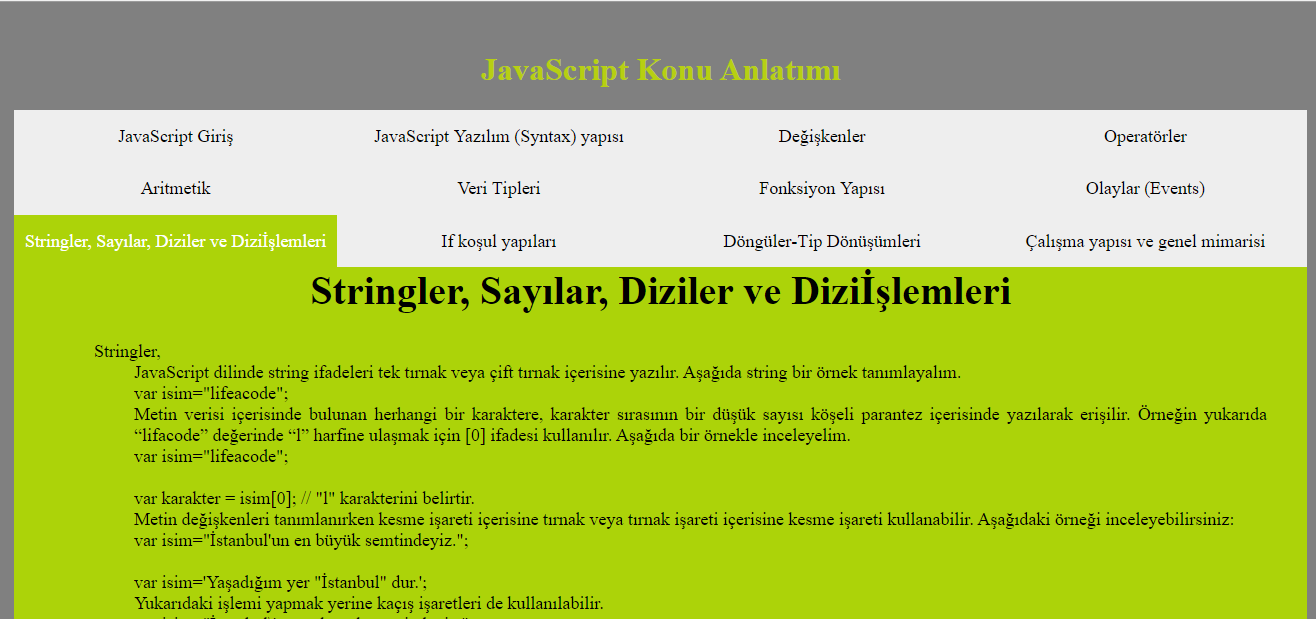 JavaScript Konu Anlatımı
JavaScript Giriş JavaScript Yazılım (Syntax) yapısı Değişkenler Operatörler
Aritmetik Veri Tipleri Fonksiyon Yapısı Olaylar (Events)
Stringler, Sayılar, Diziler ve Diziİşlemleri If koşul yapıları Döngüler-Tip Dönüşümleri Çalışma yapısı ve genel mimarisi
Stringler, Sayılar, Diziler ve Diziİşlemleri
Stringler,
JavaScript dilinde string ifadeleri tek tırnak veya çift tırnak içerisine yazılır. Aşağıda string bir örnek tanımlayalım.
var isim="lifeacode";
Metin verisi içerisinde bulunan herhangi bir karaktere, karakter sırasının bir düşük sayısı köşeli parantez içerisinde yazılarak erişilir. Örneğin yukarıda
“lifacode” değerinde “l” harfine ulaşmak için [0] ifadesi kullanılır. Aşağıda bir örnekle inceleyelim.
var isim="lifeacode";
var karakter = isim[0]; // "l" karakterini belirtir.
Metin değişkenleri tanımlanırken kesme işareti içerisine tırnak veya tırnak işareti içerisine kesme işareti kullanabilir. Aşağıdaki örneği inceleyebilirsiniz:
var isim="İstanbul'un en büyük semtindeyiz.";
var isim='Yaşadığım yer "İstanbul" dur.';
Yukarıdaki işlemi yapmak yerine kaçış işaretleri de kullanılabilir.